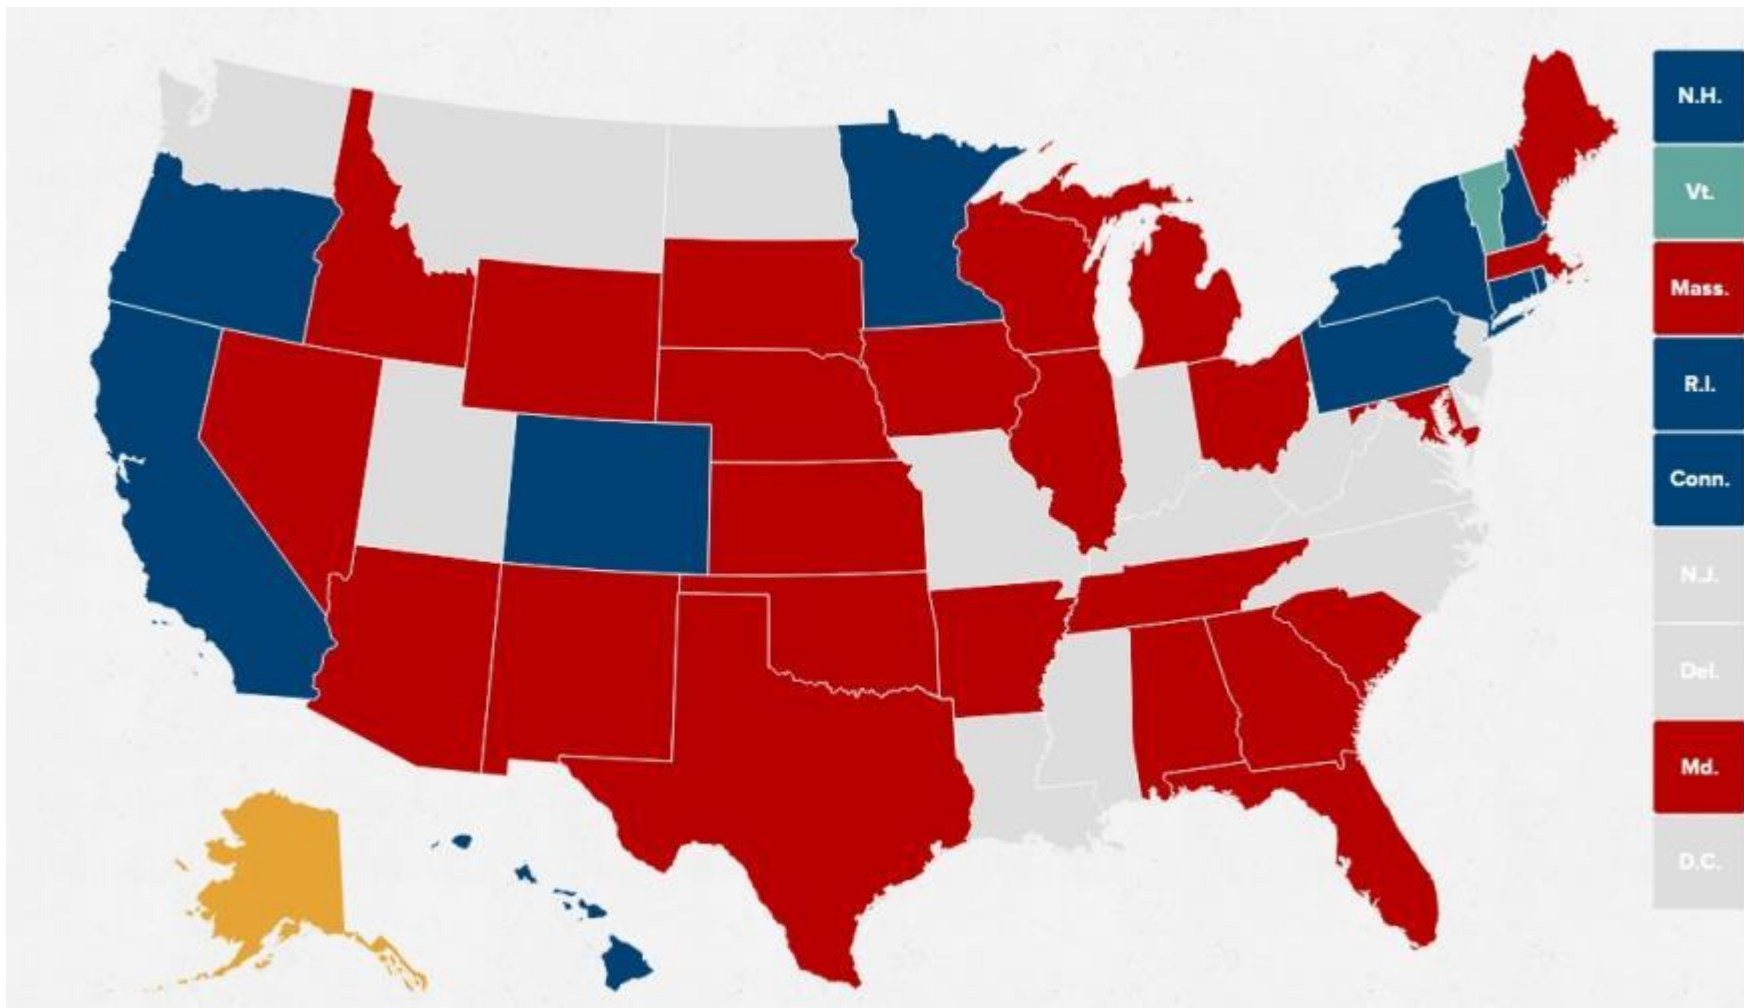 N.H.
Vt.
Mass.
R.I.
Conn.
N.J.
Del.
Md.
D.C.